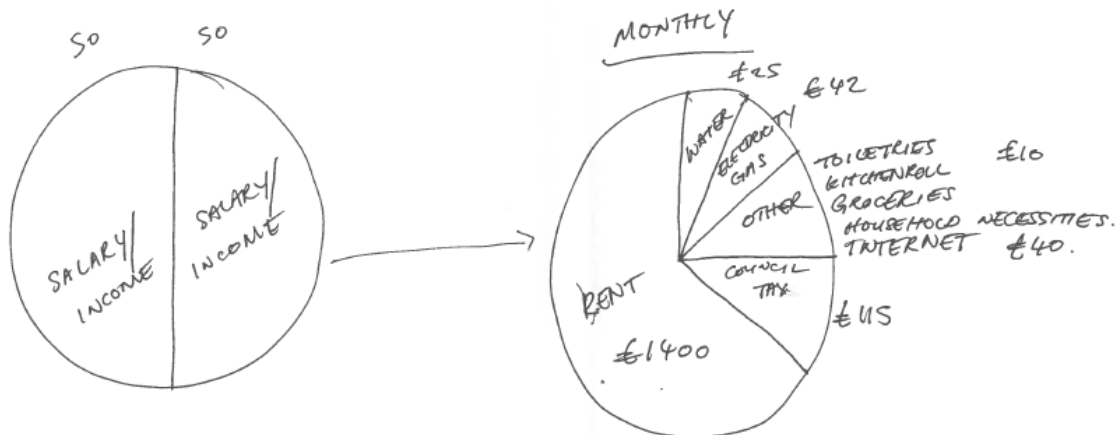 50 50
SALARY/
INCOME
SALARY/
INCOME
MONTHLY
£25
£42
WATER
ELECTRICITY
GAS
OTHER
TOILETRIES £10
KITCHENROLL
GROCERIES
HOUSEHOLD NECESSITIES.
INTERNET £40.
COUNCIL
TAX
£115
RENT
£1400